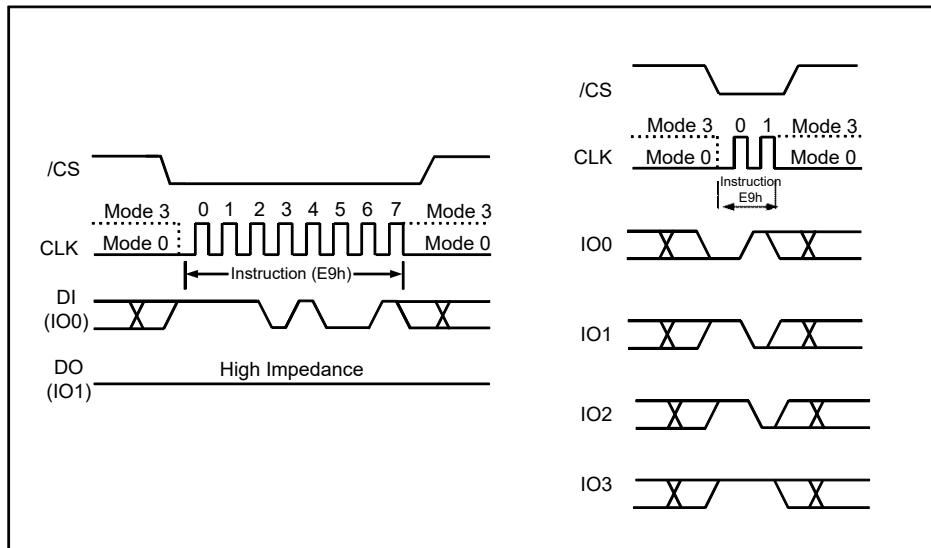 /CS
Mode 3 0 1 2 3 4 5 6 7 Mode 3
CLK Mode 0 Mode 0
Instruction (E9h)
DI
(IO0)
DO
(IO1)
High Impedance
/CS
Mode 3 0 1 Mode 3
CLK Mode 0 Mode 0
Instruction
E9h
IO0
IO1
IO2
IO3